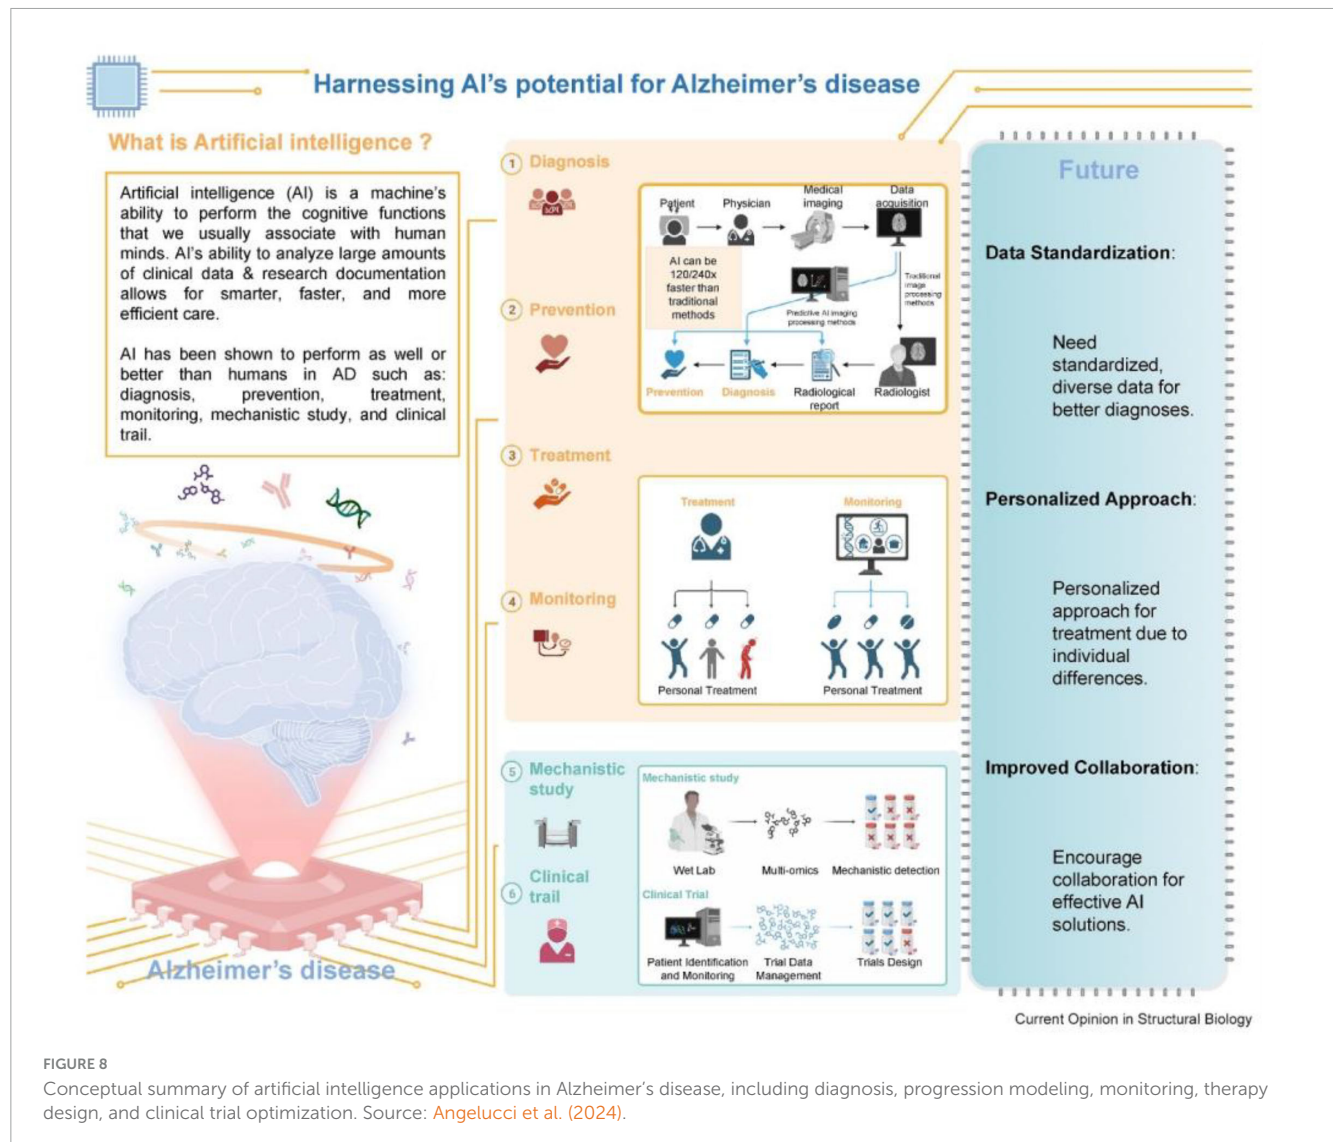 Harnessing AI's potential for Alzheimer's disease
What is Artificial intelligence ?
Artificial intelligence (AI) is a machine's
ability to perform the cognitive functions
that we usually associate with human
minds. AI's ability to analyze large amounts
of clinical data & research documentation
allows for smarter, faster, and more
efficient care.
AI has been shown to perform as well or
better than humans in AD such as:
diagnosis, prevention, treatment,
monitoring, mechanistic study, and clinical
trail.
Alzheimer's disease
1 Diagnosis
2 Prevention
3 Treatment
4 Monitoring
Patient
Physician
Medical
imaging
Data
acquisition
AI can be
120/240x
faster than
traditional
methods
Predictive AI imaging
processing methods
Traditional
image
processing
methods
Prevention
Diagnosis
Radiological
report
Radiologist
Treatment
Monitoring
Personal Treatment
Personal Treatment
5 Mechanistic
study
6 Clinical
trail
Mechanistic study
Wet Lab
Multi-omics
Mechanistic detection
Clinical Trial
Patient Identification
and Monitoring
Trial Data
Management
Trials Design
Future
Data Standardization:
Need
standardized,
diverse data for
better diagnoses.
Personalized Approach:
Personalized
approach for
treatment due to
individual
differences.
Improved Collaboration:
Encourage
collaboration for
effective AI
solutions.
Current Opinion in Structural Biology
FIGURE 8
Conceptual summary of artificial intelligence applications in Alzheimer's disease, including diagnosis, progression modeling, monitoring, therapy
design, and clinical trial optimization. Source: Angelucci et al. (2024).